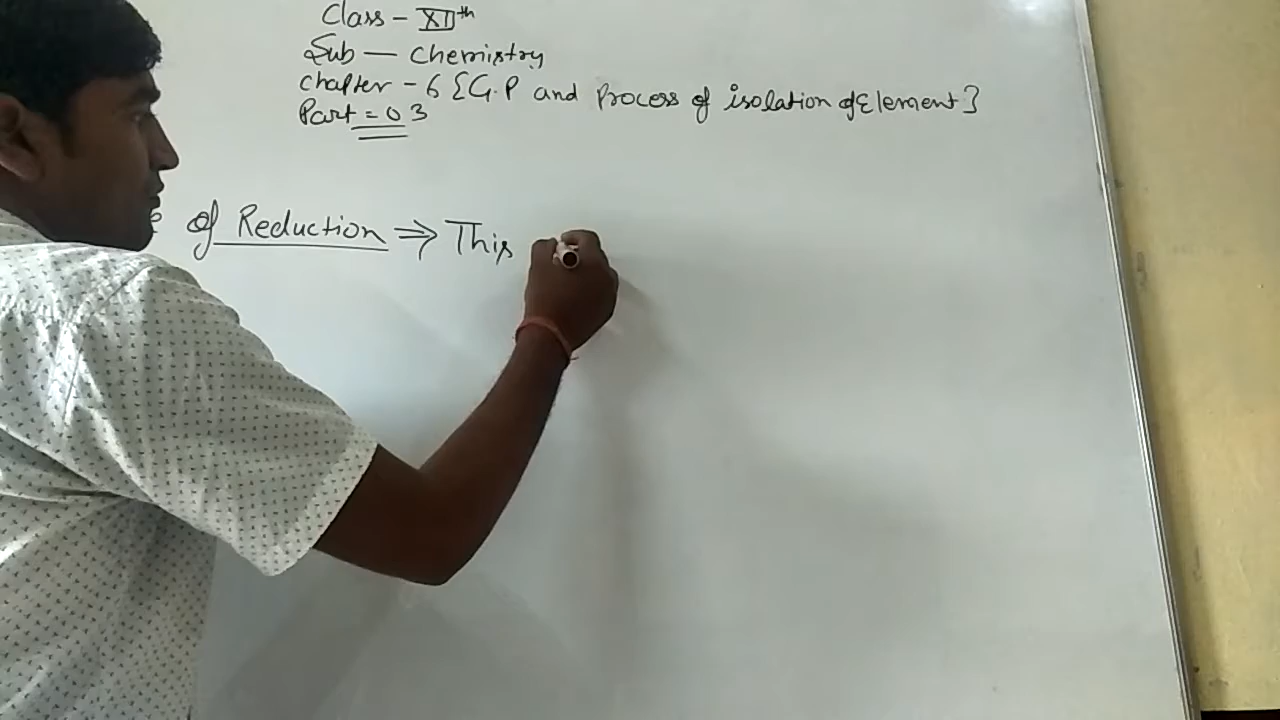 Class - XIIth
Sub - Chemistry
Chapter - 6 {G.P and Process of isolation of Element}
Part = 03
of Reduction ⇒ This